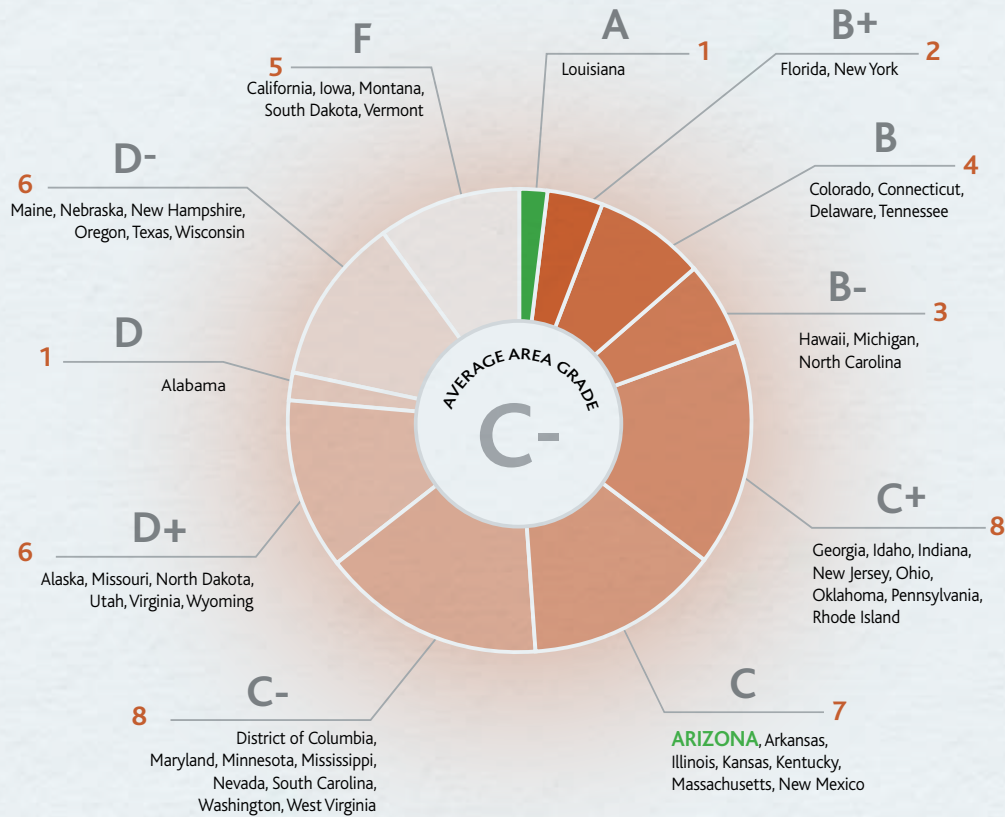 A
1
Louisiana
B+
2
Florida, New York
B
4
Colorado, Connecticut,
Delaware, Tennessee
B-
3
Hawaii, Michigan,
North Carolina
C+
8
Georgia, Idaho, Indiana,
New Jersey, Ohio,
Oklahoma, Pennsylvania,
Rhode Island
C
7
ARIZONA, Arkansas,
Illinois, Kansas, Kentucky,
Massachusetts, New Mexico
C-
8
District of Columbia,
Maryland, Minnesota, Mississippi,
Nevada, South Carolina,
Washington, West Virginia
D+
6
Alaska, Missouri, North Dakota,
Utah, Virginia, Wyoming
D
1
Alabama
D-
6
Maine, Nebraska, New Hampshire,
Oregon, Texas, Wisconsin
F
5
California, Iowa, Montana,
South Dakota, Vermont
AVERAGE AREA GRADE
C-